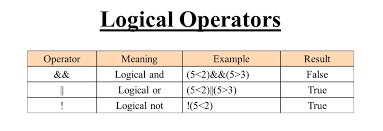 Logical Operators
Operator Meaning Example Result
&& Logical and (5<2)&&(5>3) False
|| Logical or (5<2)||(5>3) True
! Logical not !(5<2) True